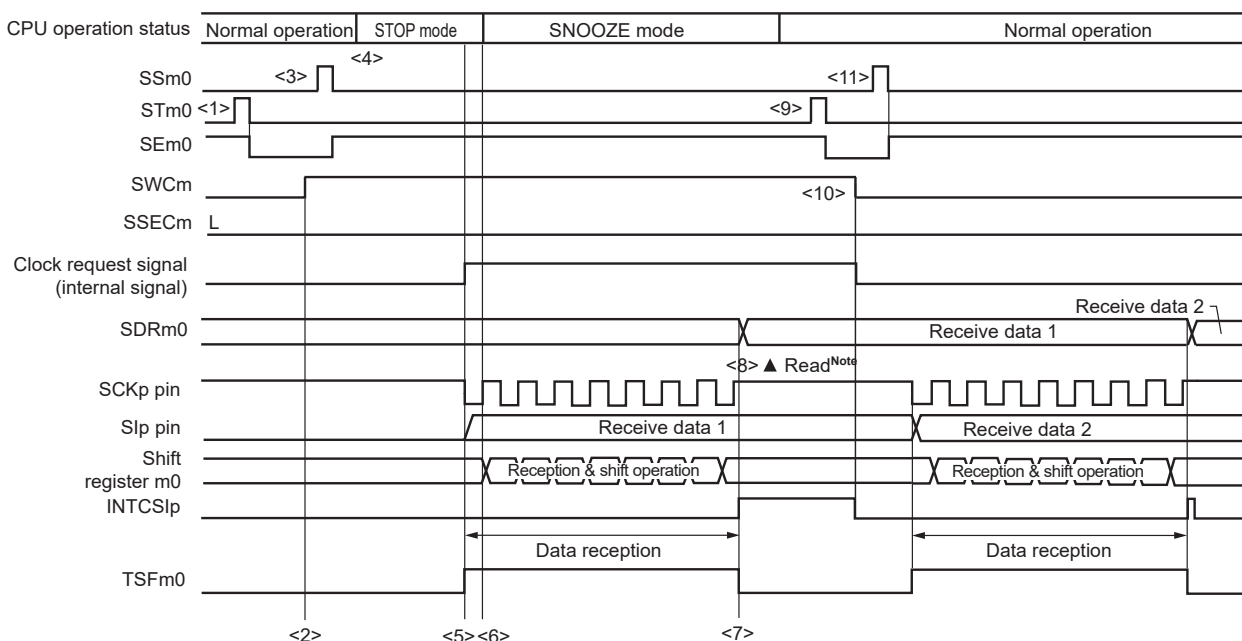 CPU operation status Normal operation STOP mode SNOOZE mode Normal operation
<4>
SSm0 <3> <11>
STm0 <1> <9>
SEm0
SWCm <10>
SSECm L
Clock request signal
(internal signal)
Receive data 2
SDRm0 Receive data 1
<8> ▲ Read Note
SCKp pin
SIp pin Receive data 1 Receive data 2
Shift
register m0 Reception & shift operation Reception & shift operation
INTCSIp
Data reception Data reception
TSFm0
<2> <5> <6> <7>